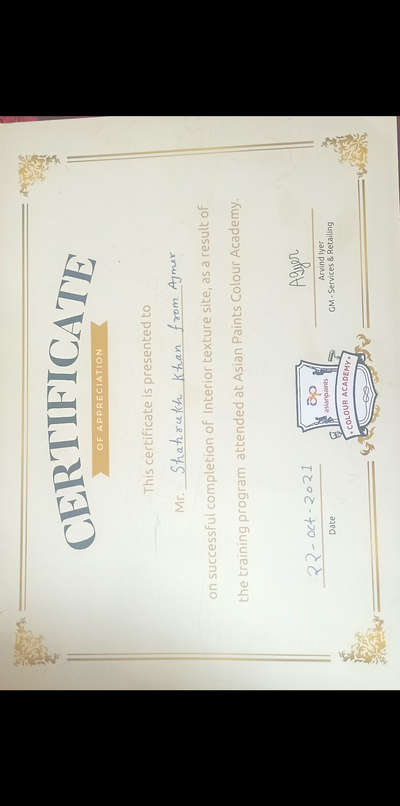 CERTIFICATE
OF APPRECIATION
This certificate is presented to
Mr. Shahroukh Khan from Ajmer
on successful completion of Interior texture site, as a result of
the training program attended at Asian Paints Colour Academy.
22-oct-2021
Date
asianpaints
COLOUR ACADEMY
Arvind Iyer
GM - Services & Retailing